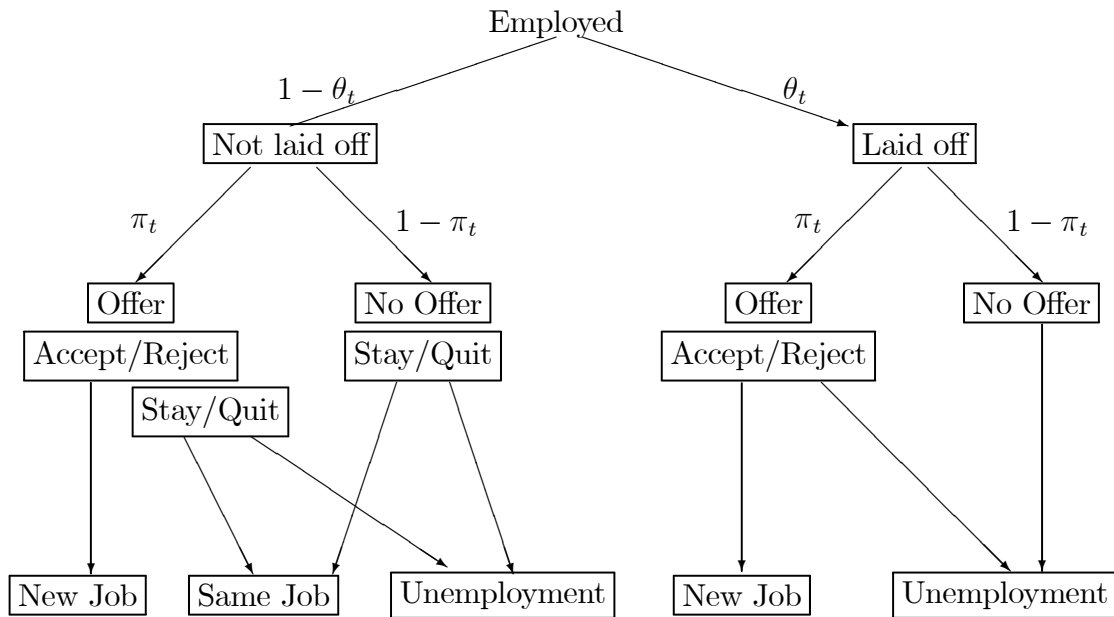 Employed
1 − θ_t
θ_t
Not laid off
Laid off
π_t
1 − π_t
π_t
1 − π_t
Offer
No Offer
Offer
No Offer
Accept/Reject
Stay/Quit
Accept/Reject
Stay/Quit
New Job
Same Job
Unemployment
New Job
Unemployment